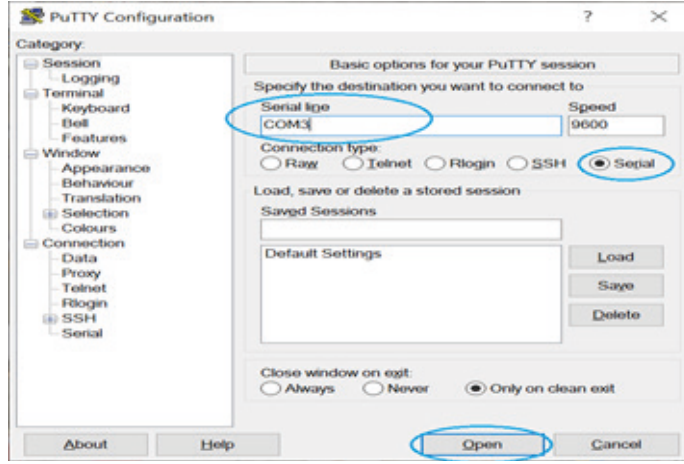 PuTTY Configuration
? ×
Category:
Session
Logging
Terminal
Keyboard
Bell
Features
Window
Appearance
Behaviour
Translation
Selection
Colours
Connection
Data
Proxy
Telnet
Rlogin
SSH
Serial
Basic options for your PuTTY session
Specify the destination you want to connect to
Serial line Speed
COM3 9600
Connection type:
Raw Telnet Rlogin SSH Serial
Load, save or delete a stored session
Saved Sessions
Default Settings
Load
Save
Delete
Close window on exit:
Always Never Only on clean exit
About Help Open Cancel